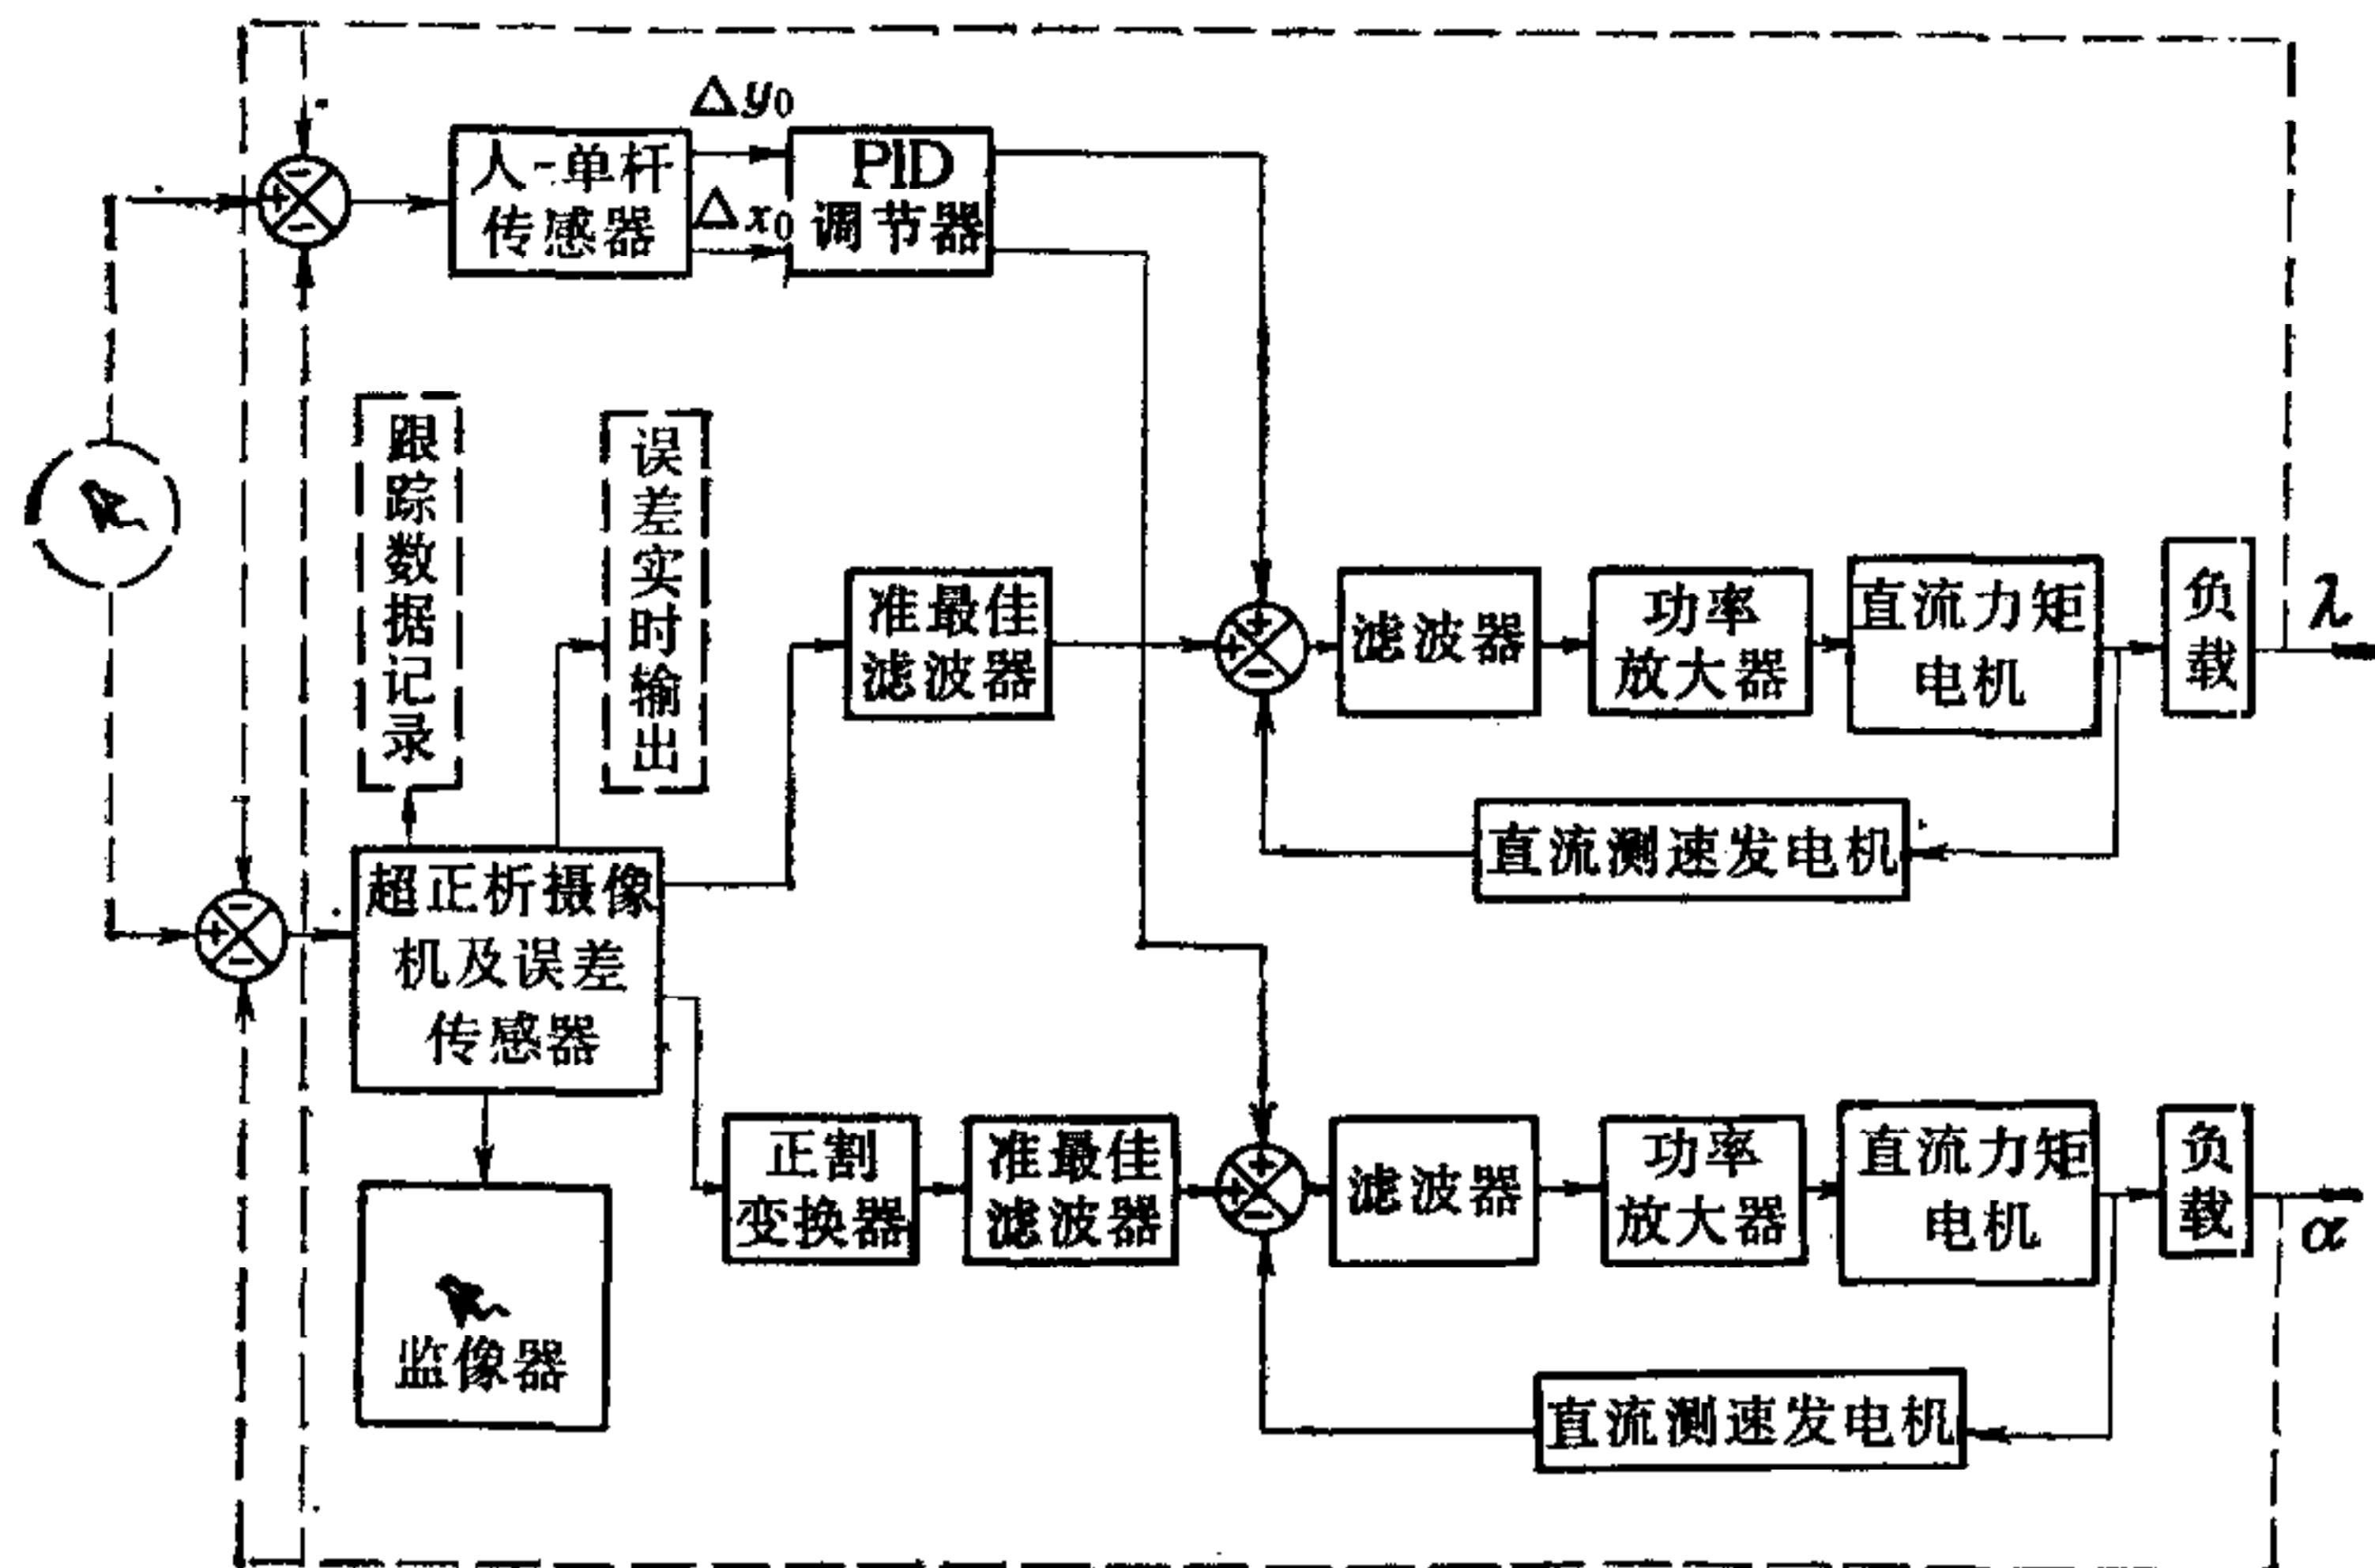 Δy₀
人-单杆
传感器
Δx₀
PID
调节器
跟踪数据记录
误差实时输出
准最佳
滤波器
滤波器
功率
放大器
直流力矩
电机
负载
λ
直流测速发电机
超正析摄像
机及误差
传感器
正割
变换器
准最佳
滤波器
滤波器
功率
放大器
直流力矩
电机
负载
α
直流测速发电机
监像器